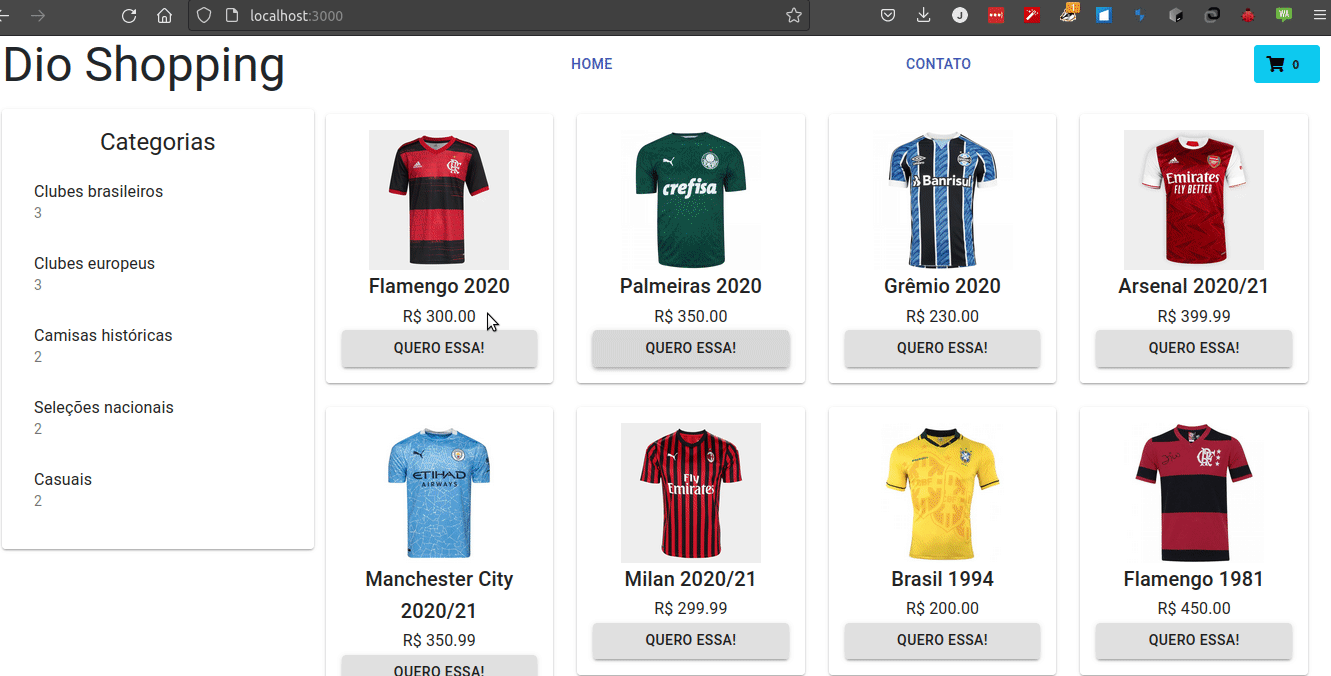 localhost:3000
J
1
WA
Dio Shopping
HOME
CONTATO
0
Categorias
Clubes brasileiros
3
Clubes europeus
3
Camisas históricas
2
Seleções nacionais
2
Casuais
2
Flamengo 2020
R$ 300.00
QUERO ESSA!
crefisa
Palmeiras 2020
R$ 350.00
QUERO ESSA!
Banrisul
Grêmio 2020
R$ 230.00
QUERO ESSA!
Emirates
FLY BETTER
Arsenal 2020/21
R$ 399.99
QUERO ESSA!
ETIHAD
AIRWAYS
Manchester City
2020/21
R$ 350.99
QUERO ESSA!
Fly
Emirates
Milan 2020/21
R$ 299.99
QUERO ESSA!
Brasil 1994
R$ 200.00
QUERO ESSA!
Flamengo 1981
R$ 450.00
QUERO ESSA!